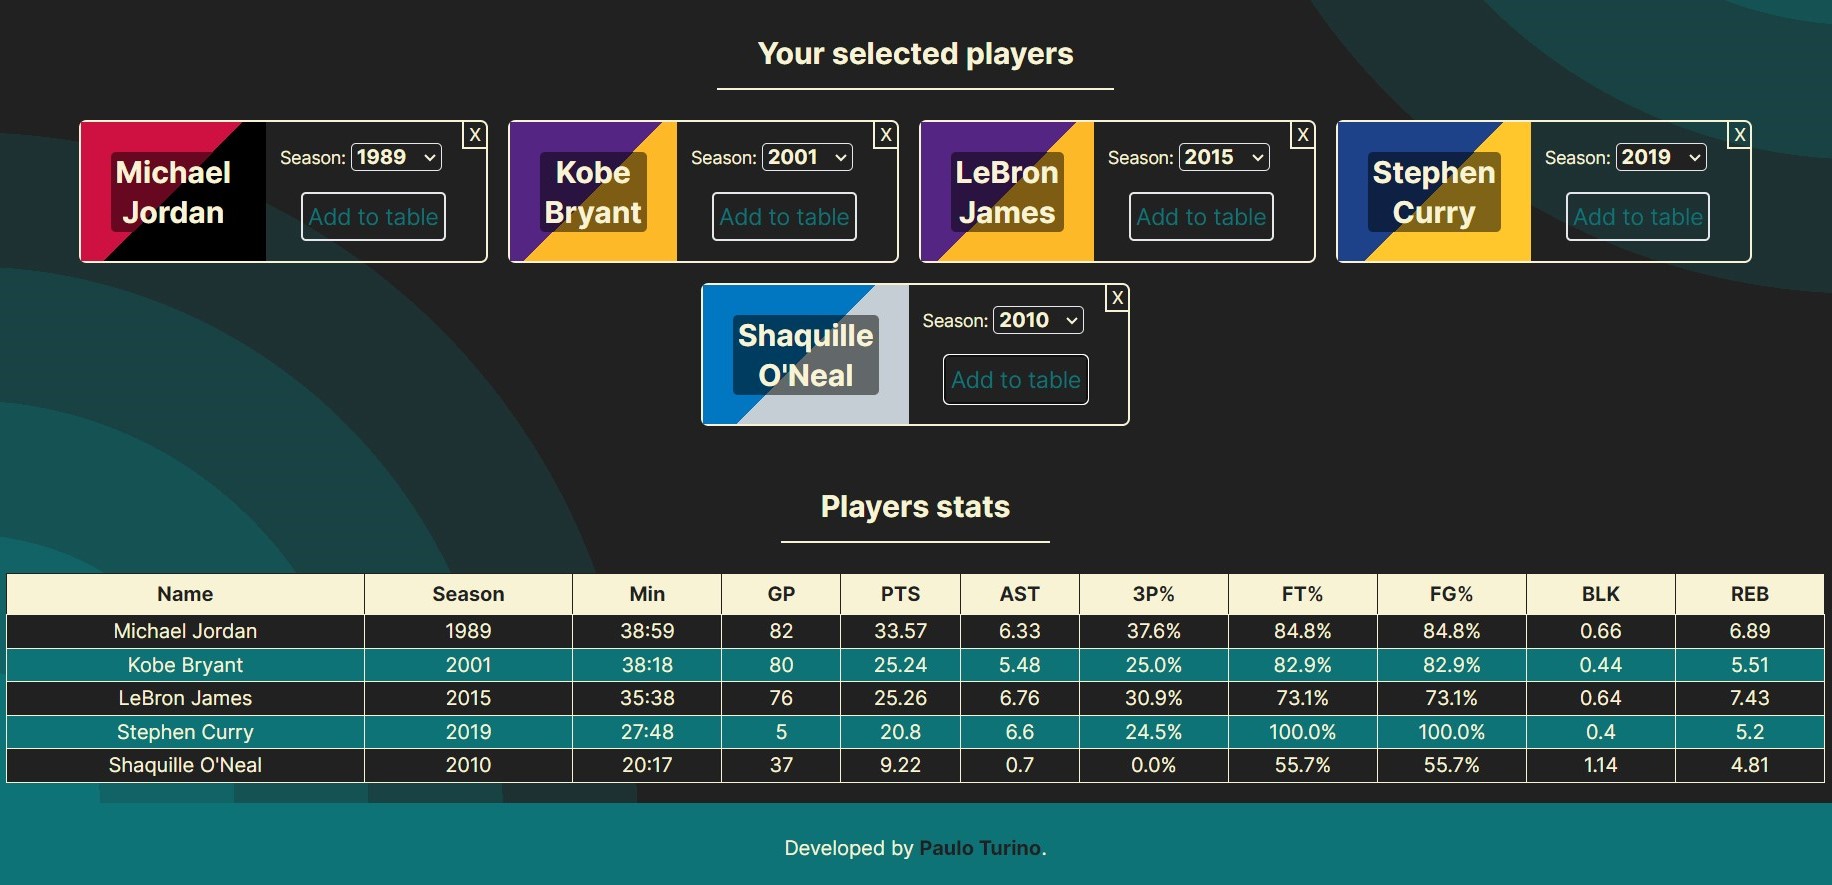 Your selected players
Michael Jordan
Season: 1989
X
Add to table
Kobe Bryant
Season: 2001
X
Add to table
LeBron James
Season: 2015
X
Add to table
Stephen Curry
Season: 2019
X
Add to table
Shaquille O'Neal
Season: 2010
X
Add to table
Players stats
Name Season Min GP PTS AST 3P% FT% FG% BLK REB
Michael Jordan 1989 38:59 82 33.57 6.33 37.6% 84.8% 84.8% 0.66 6.89
Kobe Bryant 2001 38:18 80 25.24 5.48 25.0% 82.9% 82.9% 0.44 5.51
LeBron James 2015 35:38 76 25.26 6.76 30.9% 73.1% 73.1% 0.64 7.43
Stephen Curry 2019 27:48 5 20.8 6.6 24.5% 100.0% 100.0% 0.4 5.2
Shaquille O'Neal 2010 20:17 37 9.22 0.7 0.0% 55.7% 55.7% 1.14 4.81
Developed by Paulo Turino.